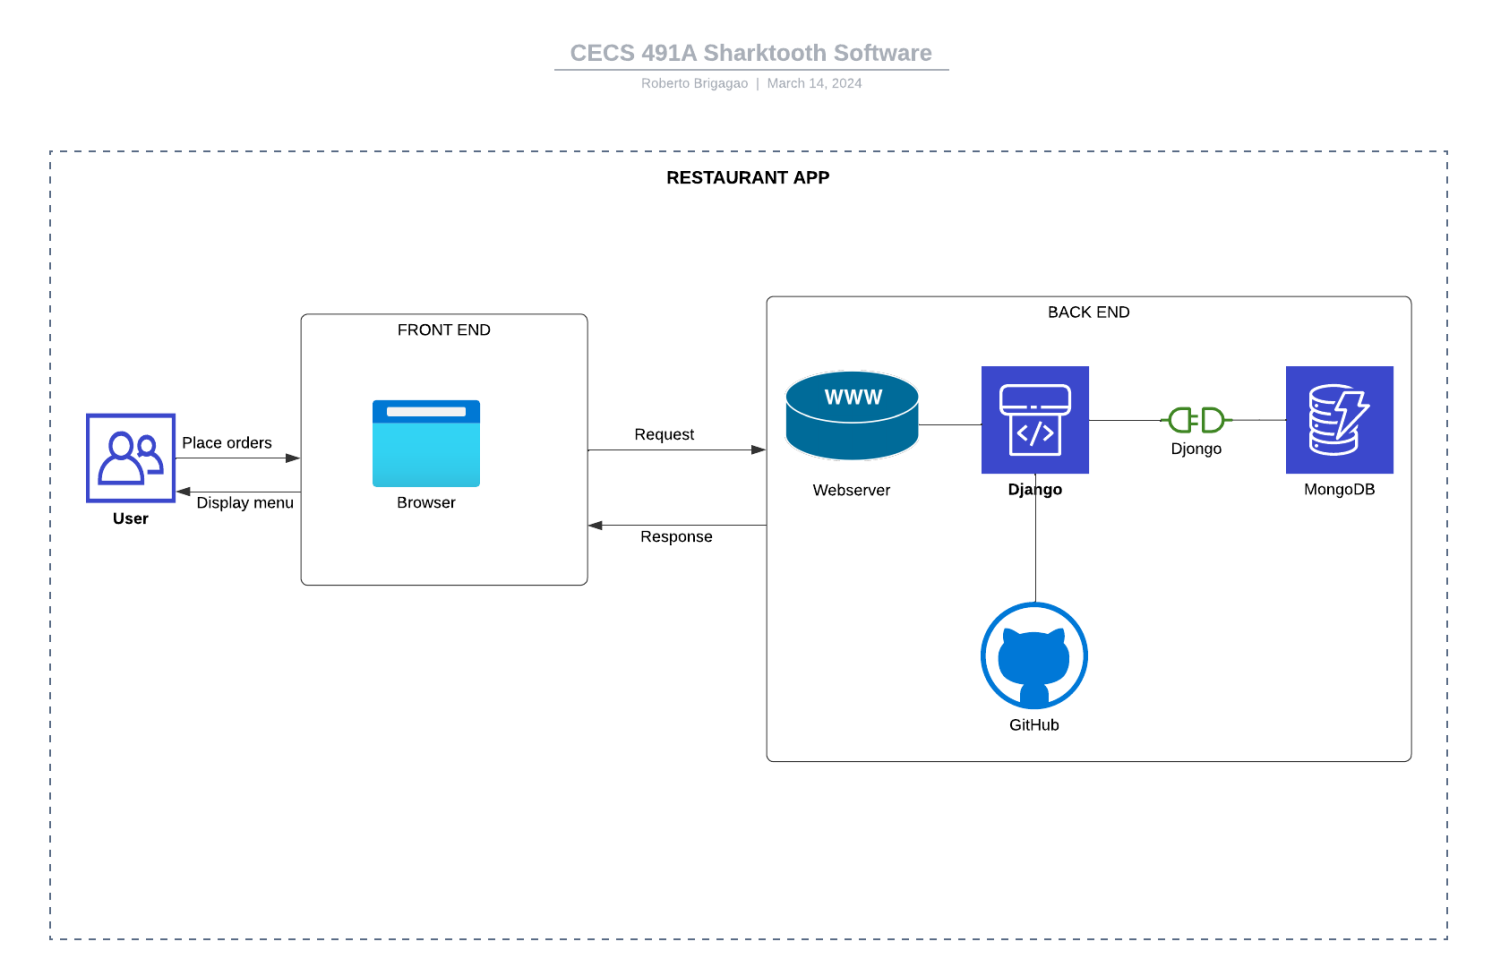 CECS 491A Sharktooth Software
Roberto Brigagao | March 14, 2024
RESTAURANT APP
FRONT END
BACK END
WWW
Place orders
Request
Display menu
Browser
User
Response
Webserver
Django
Djongo
MongoDB
GitHub